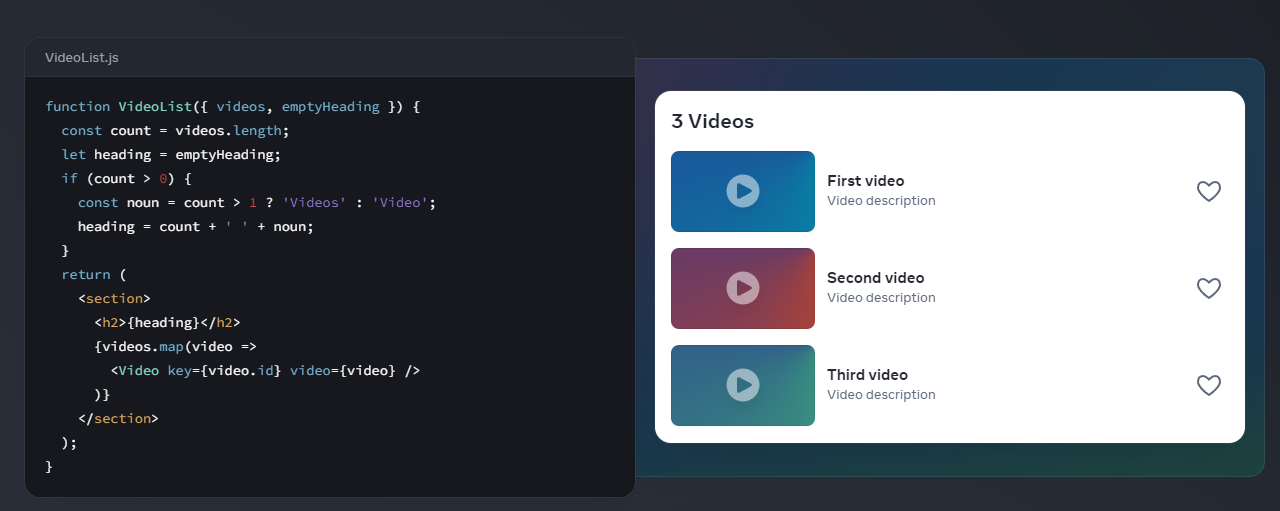 VideoList.js
function VideoList({ videos, emptyHeading }) {
  const count = videos.length;
  let heading = emptyHeading;
  if (count > 0) {
    const noun = count > 1 ? 'Videos' : 'Video';
    heading = count + ' ' + noun;
  }
  return (
    <section>
      <h2>{heading}</h2>
      {videos.map(video =>
        <Video key={video.id} video={video} />
      )}
    </section>
  );
}
3 Videos
First video
Video description
Second video
Video description
Third video
Video description